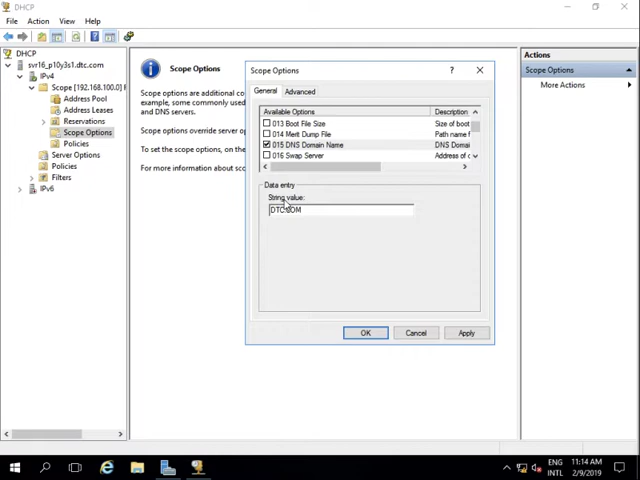 DHCP
File Action View Help
DHCP
svr16_p10y3s1.dtc.com
IPv4
Scope [192.168.100.0]
Address Pool
Address Leases
Reservations
Scope Options
Policies
Server Options
Policies
Filters
IPv6
Scope Options
Scope options are additional co
example, some commonly used
and DNS servers.
Scope options override server op
To set the scope options, on the
For more information about sco
Scope Options
?
General Advanced
Available Options Description
013 Boot File Size Size of boot
014 Merit Dump File Path name f
015 DNS Domain Name DNS Domai
016 Swap Server Address of
Data entry
String value:
DTC.COM
OK Cancel Apply
Actions
Scope Options
More Actions
ENG 11:14 AM
INTL 2/9/2019